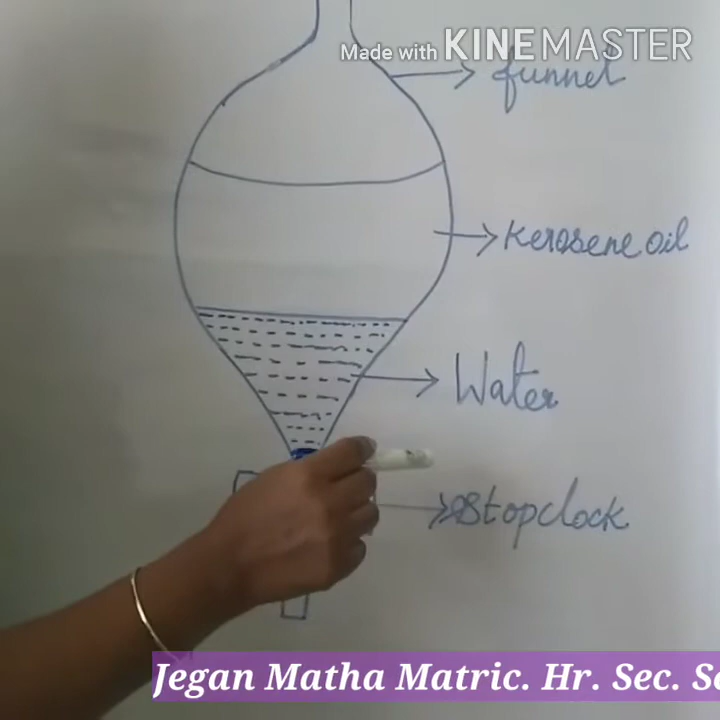 Made with KINEMASTER
funnel
Kerosene oil
Water
Stopclock
Jegan Matha Matric. Hr. Sec. Sc